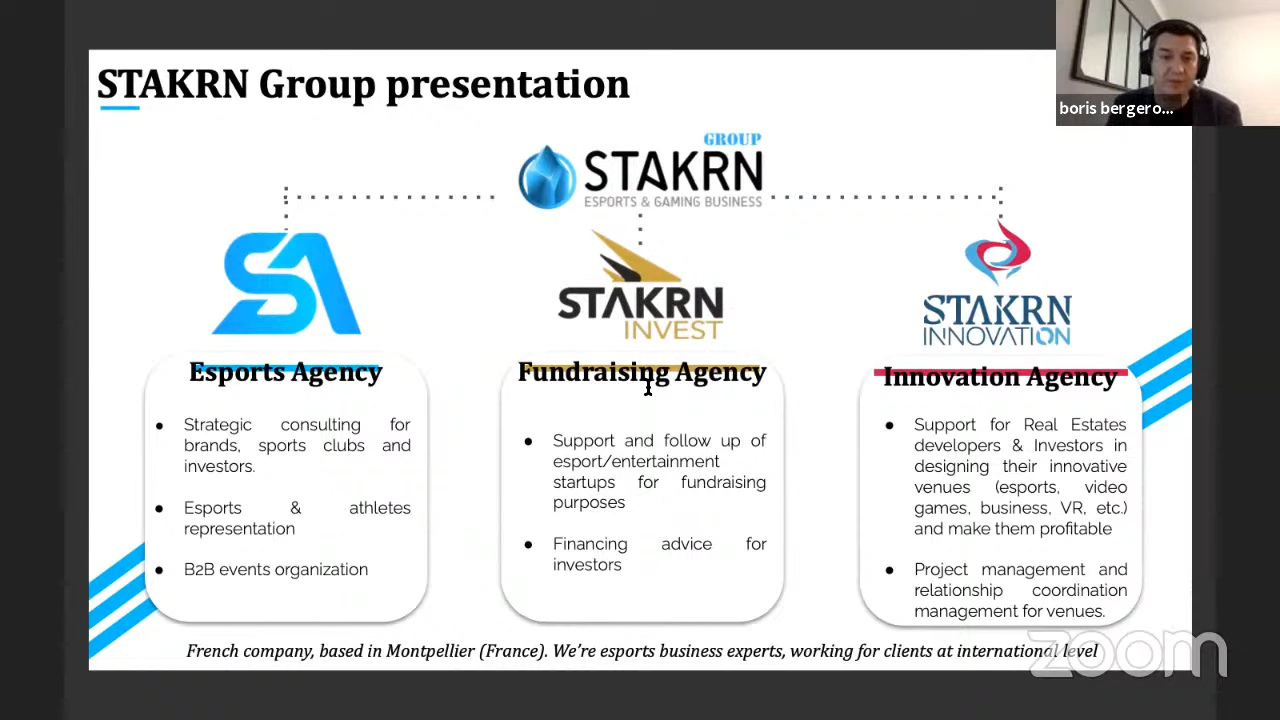 STAKRN Group presentation
boris bergero...
GROUP
STAKRN
ESPORTS & GAMING BUSINESS
SA
STAKRN
INVEST
STAKRN
INNOVATION
Esports Agency
● Strategic consulting for
brands, sports clubs and
investors.
● Esports & athletes
representation
● B2B events organization
Fundraising Agency
● Support and follow up of
esport/entertainment
startups for fundraising
purposes
● Financing advice for
investors
Innovation Agency
● Support for Real Estates
developers & Investors in
designing their innovative
venues (esports, video
games, business, VR, etc.)
and make them profitable
● Project management and
relationship coordination
management for venues.
French company, based in Montpellier (France). We're esports business experts, working for clients at international level
zoom